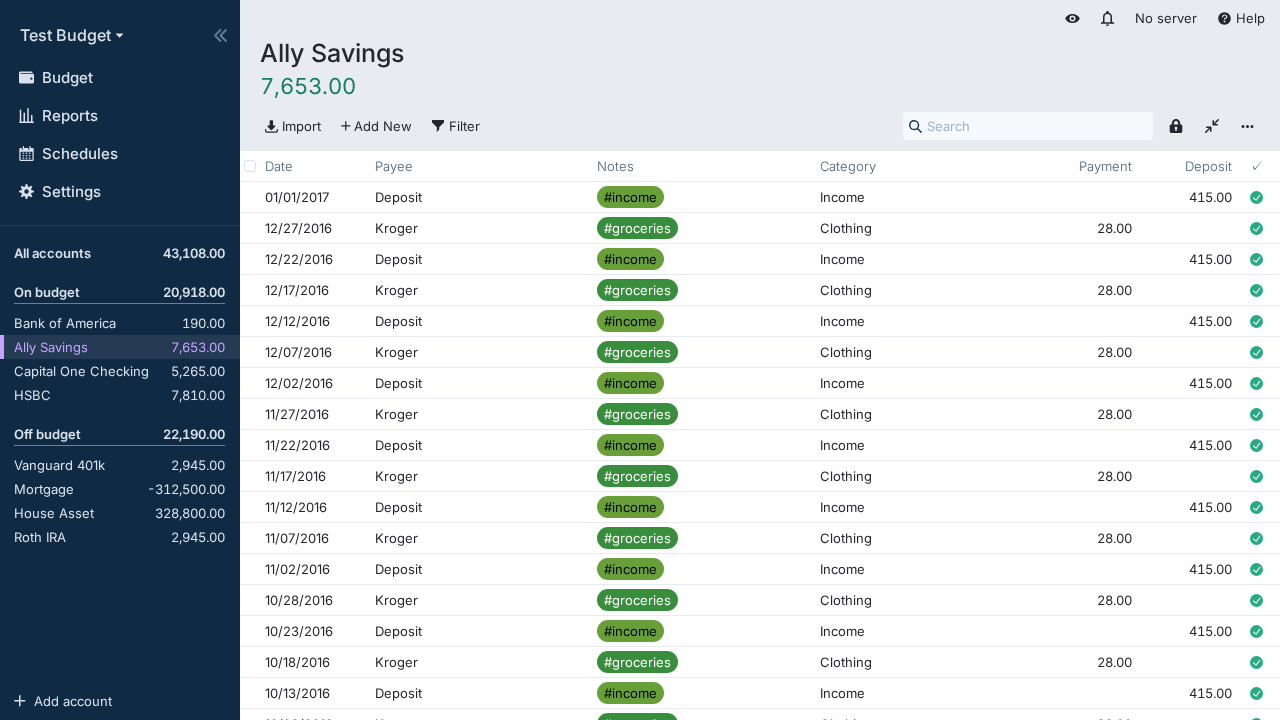 Test Budget
Budget
Reports
Schedules
Settings
All accounts 43,108.00
On budget 20,918.00
Bank of America 190.00
Ally Savings 7,653.00
Capital One Checking 5,265.00
HSBC 7,810.00
Off budget 22,190.00
Vanguard 401k 2,945.00
Mortgage -312,500.00
House Asset 328,800.00
Roth IRA 2,945.00
Add account
No server Help
Ally Savings
7,653.00
Import Add New Filter Search
Date Payee Notes Category Payment Deposit ✓
01/01/2017 Deposit #income Income 415.00
12/27/2016 Kroger #groceries Clothing 28.00
12/22/2016 Deposit #income Income 415.00
12/17/2016 Kroger #groceries Clothing 28.00
12/12/2016 Deposit #income Income 415.00
12/07/2016 Kroger #groceries Clothing 28.00
12/02/2016 Deposit #income Income 415.00
11/27/2016 Kroger #groceries Clothing 28.00
11/22/2016 Deposit #income Income 415.00
11/17/2016 Kroger #groceries Clothing 28.00
11/12/2016 Deposit #income Income 415.00
11/07/2016 Kroger #groceries Clothing 28.00
11/02/2016 Deposit #income Income 415.00
10/28/2016 Kroger #groceries Clothing 28.00
10/23/2016 Deposit #income Income 415.00
10/18/2016 Kroger #groceries Clothing 28.00
10/13/2016 Deposit #income Income 415.00